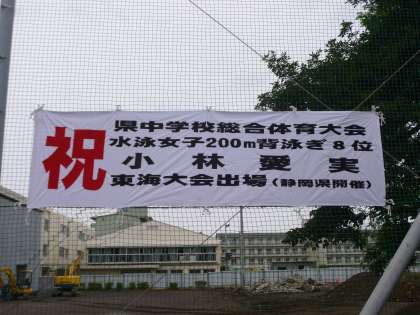 祝
県中学校総合体育大会
水泳女子200m背泳ぎ8位
小林愛実
東海大会出場(静岡県開催)